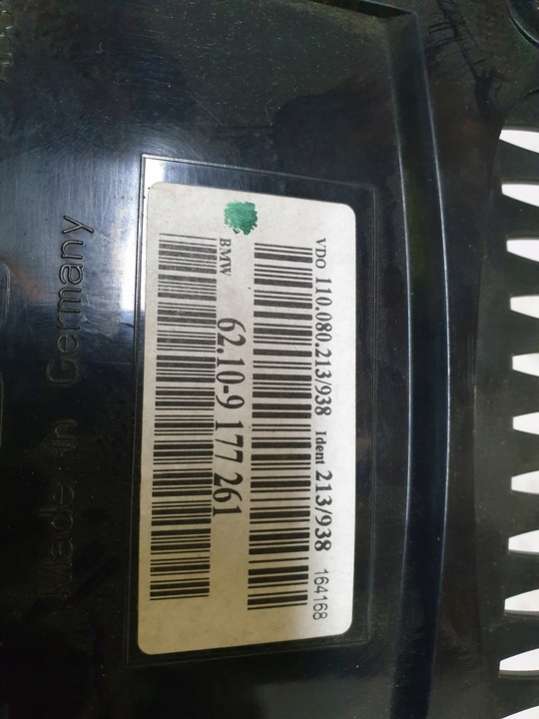 VDO 110.080.213/938 Ident 213/938 164168
BMW 62.10-9 177 261
Made in Germany